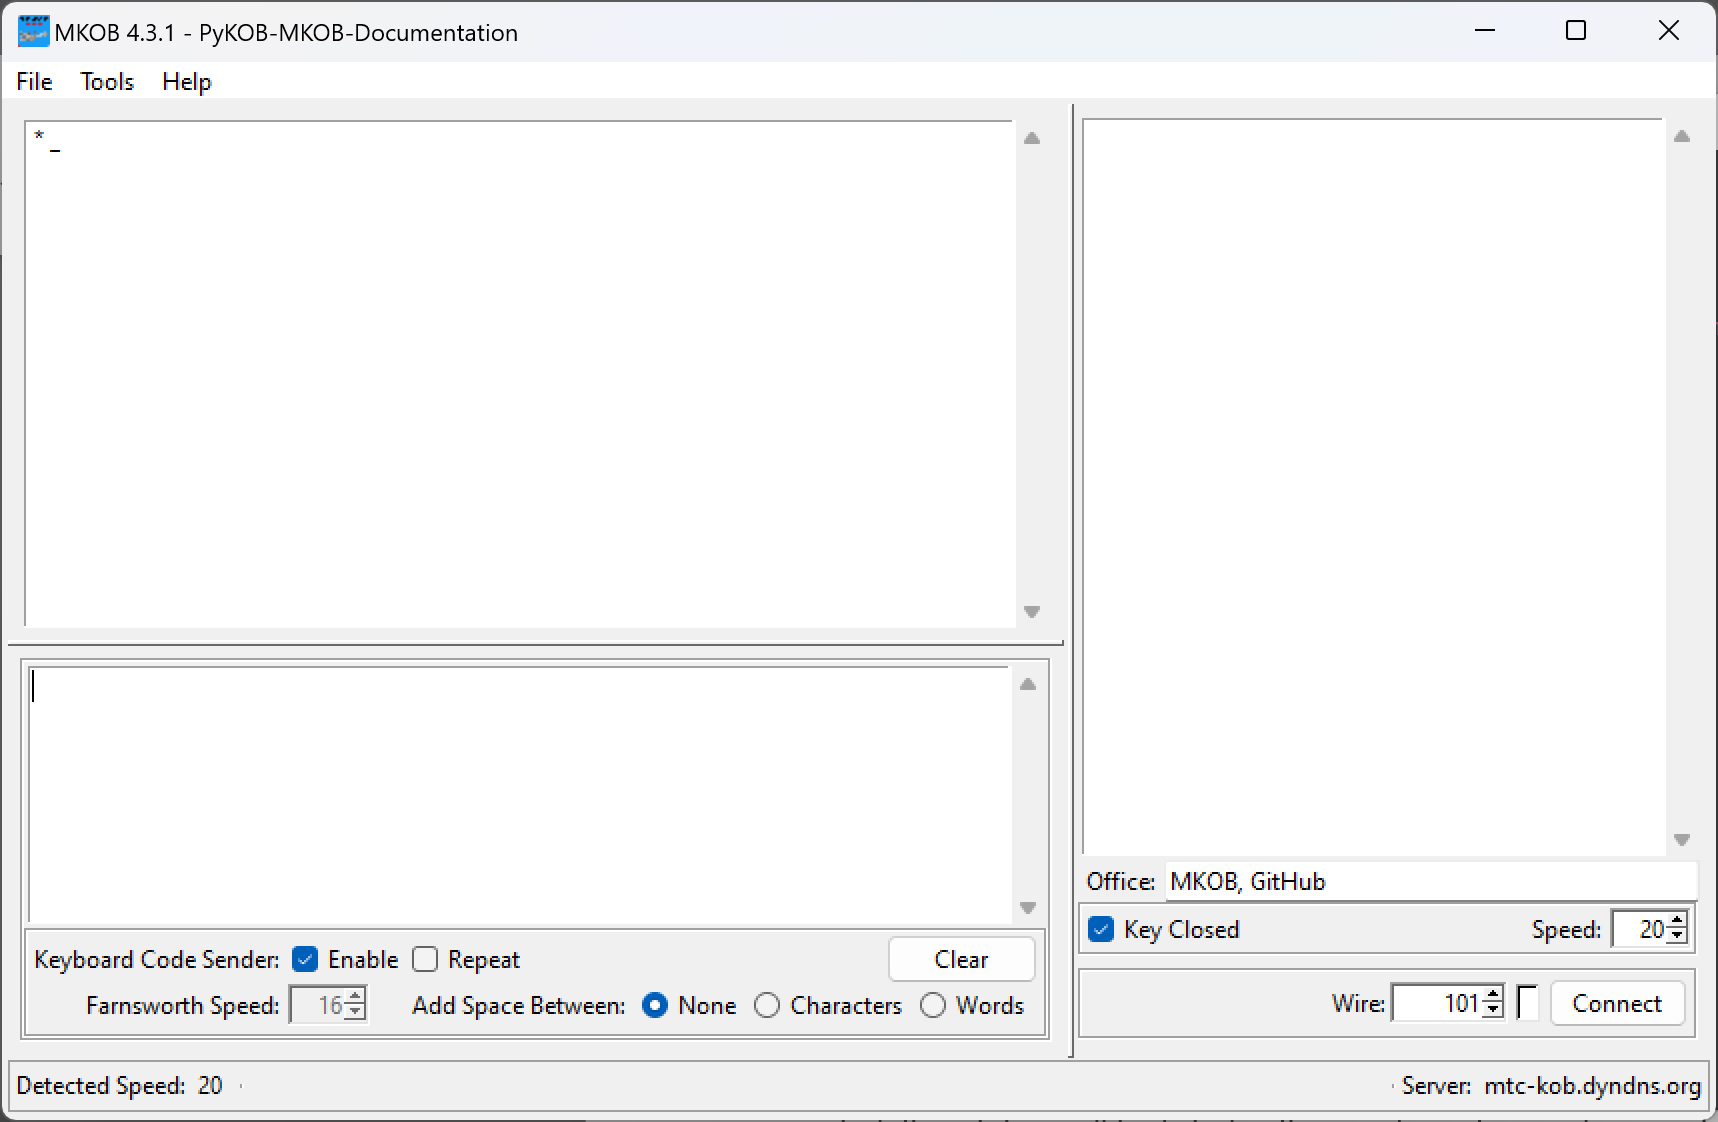 MKOB 4.3.1 - PyKOB-MKOB-Documentation
File Tools Help
* _
Office: MKOB, GitHub
Key Closed Speed: 20
Keyboard Code Sender: Enable Repeat Clear
Farnsworth Speed: 16 Add Space Between: None Characters Words
Wire: 101 Connect
Detected Speed: 20
Server: mtc-kob.dyndns.org